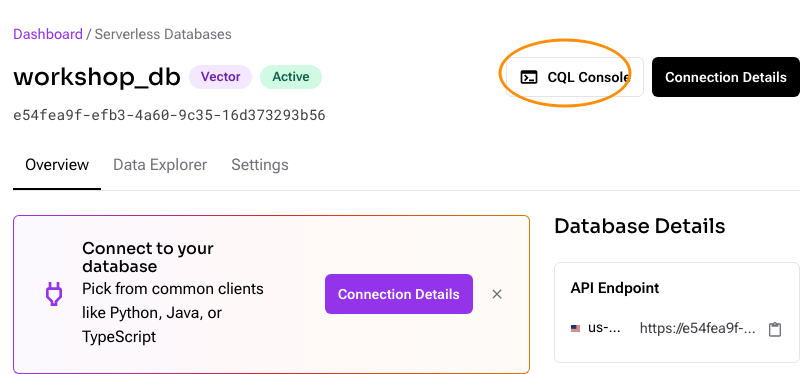 Dashboard / Serverless Databases
workshop_db Vector Active
CQL Console Connection Details
e54fea9f-efb3-4a60-9c35-16d373293b56
Overview Data Explorer Settings
Connect to your
database
Pick from common clients
like Python, Java, or
TypeScript
Connection Details
Database Details
API Endpoint
us-... https://e54fea9f-...